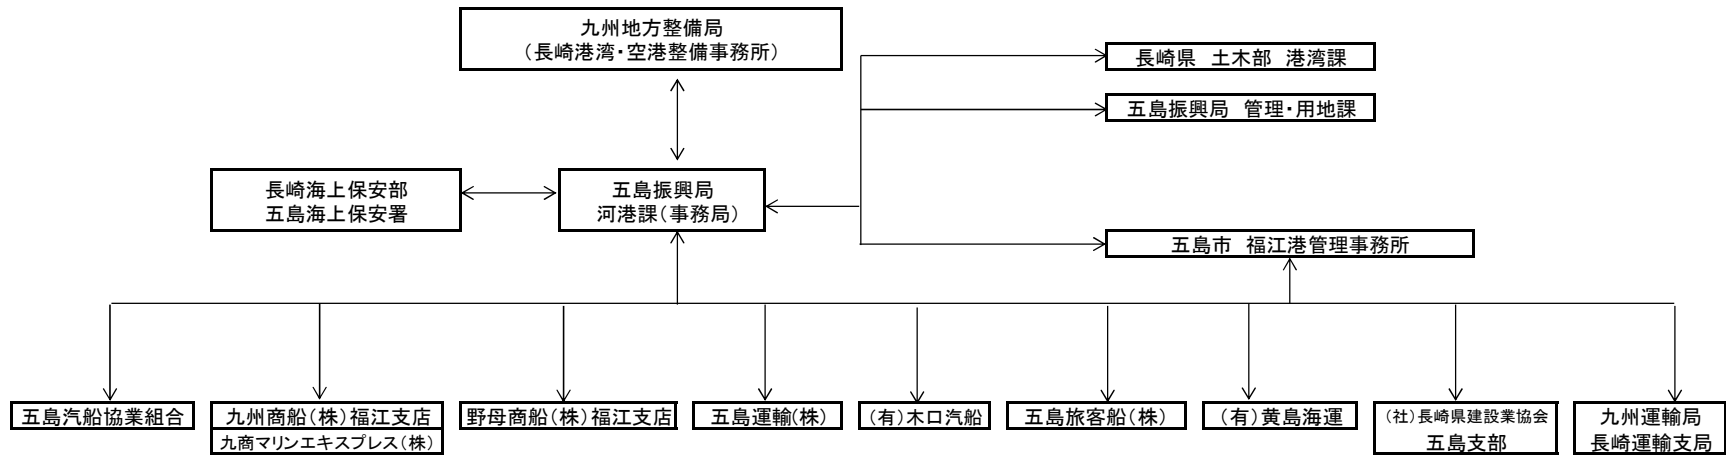 九州地方整備局
（長崎港湾・空港整備事務所）
長崎県　土木部　港湾課
五島振興局　管理・用地課
長崎海上保安部
五島海上保安署
五島振興局
河港課（事務局）
五島市　福江港管理事務所
五島汽船協業組合
九州商船（株）福江支店
九商マリンエキスプレス（株）
野母商船（株）福江支店
五島運輸（株）
（有）木口汽船
五島旅客船（株）
（有）黄島海運
（社）長崎県建設業協会
五島支部
九州運輸局
長崎運輸支局